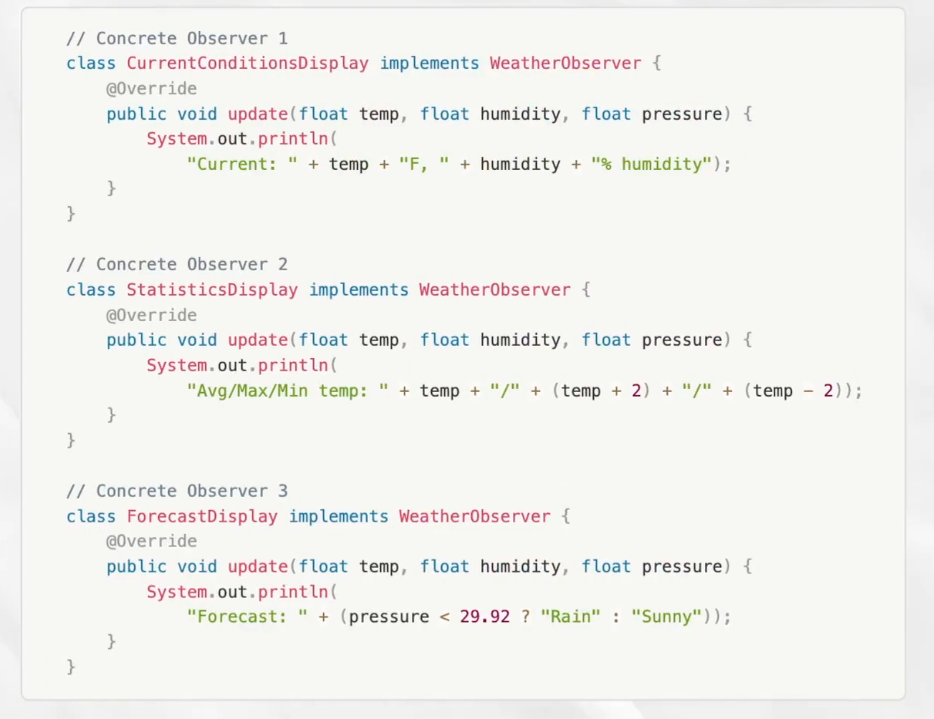 // Concrete Observer 1
class CurrentConditionsDisplay implements WeatherObserver {
    @Override
    public void update(float temp, float humidity, float pressure) {
        System.out.println(
            "Current: " + temp + "F, " + humidity + "% humidity");
    }
}

// Concrete Observer 2
class StatisticsDisplay implements WeatherObserver {
    @Override
    public void update(float temp, float humidity, float pressure) {
        System.out.println(
            "Avg/Max/Min temp: " + temp + "/" + (temp + 2) + "/" + (temp − 2));
    }
}

// Concrete Observer 3
class ForecastDisplay implements WeatherObserver {
    @Override
    public void update(float temp, float humidity, float pressure) {
        System.out.println(
            "Forecast: " + (pressure < 29.92 ? "Rain" : "Sunny"));
    }
}